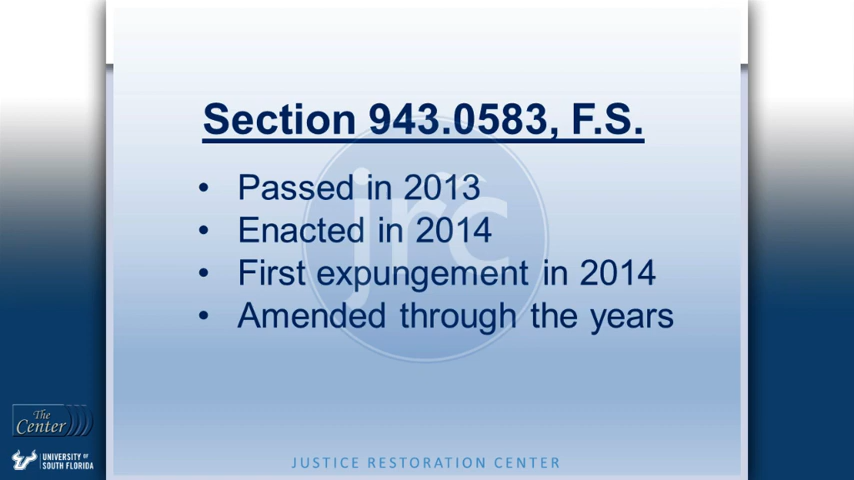 Section 943.0583, F.S.
• Passed in 2013
• Enacted in 2014
• First expungement in 2014
• Amended through the years
jrc
The
Center
UNIVERSITY OF
SOUTH FLORIDA
JUSTICE RESTORATION CENTER